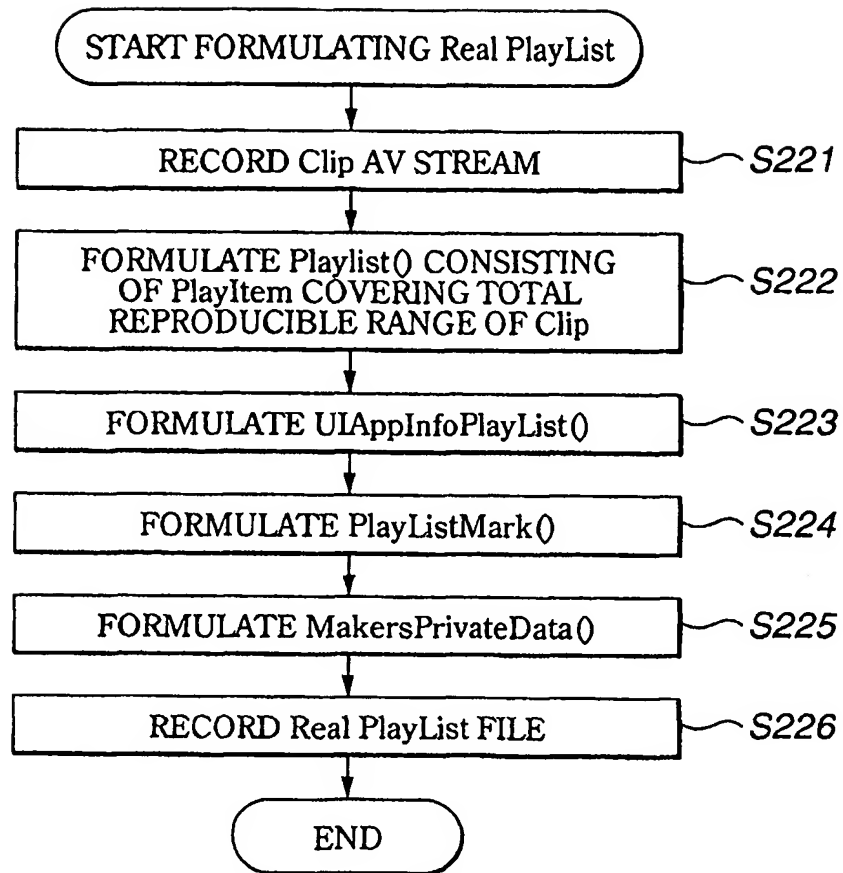 START FORMULATING Real PlayList
RECORD Clip AV STREAM
S221
FORMULATE Playlist() CONSISTING
OF PlayItem COVERING TOTAL
REPRODUCIBLE RANGE OF Clip
S222
FORMULATE UIAppInfoPlayList()
S223
FORMULATE PlayListMark()
S224
FORMULATE MakersPrivateData()
S225
RECORD Real PlayList FILE
S226
END